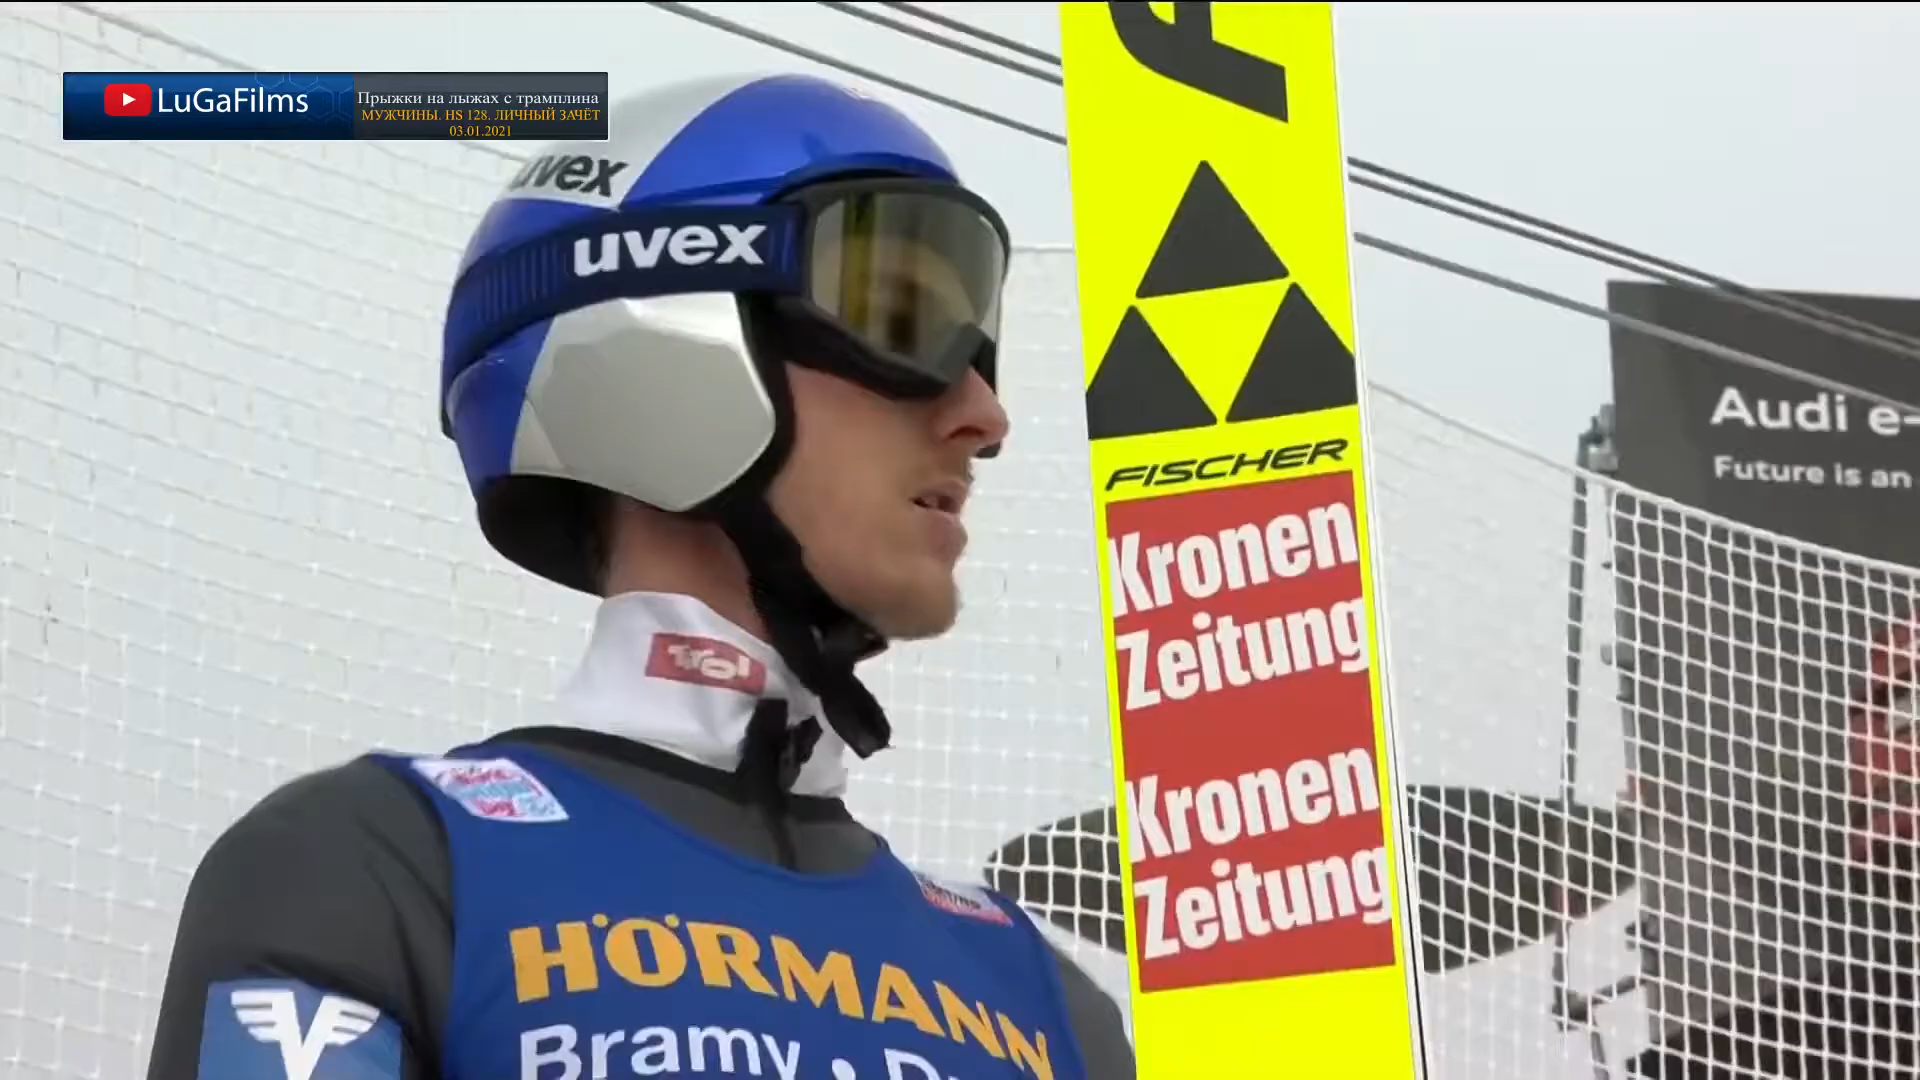 LuGaFilms
Прыжки на лыжах с трамплина
МУЖЧИНЫ. HS 128. ЛИЧНЫЙ ЗАЧЁТ
03.01.2021
uvex
uvex
FISCHER
Audi e-
Future is an
Kronen
Zeitung
Tirol
Kronen
Zeitung
HÖRMANN
Bramy •